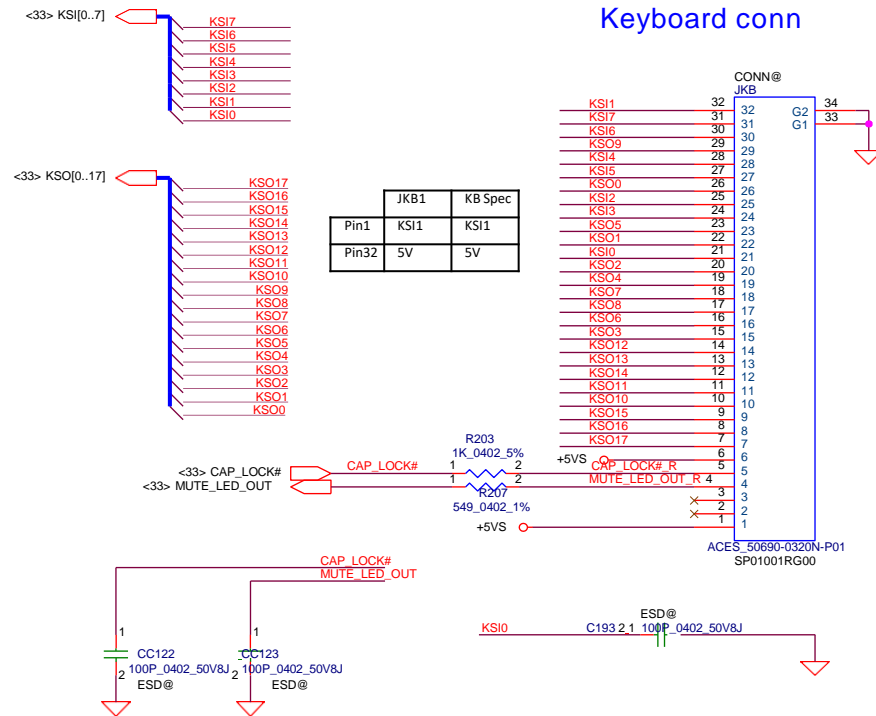 Keyboard conn
<33> KSI[0..7]
KSI7
KSI6
KSI5
KSI4
KSI3
KSI2
KSI1
KSI0
<33> KSO[0..17]
KSO17
KSO16
KSO15
KSO14
KSO13
KSO12
KSO11
KSO10
KSO9
KSO8
KSO7
KSO6
KSO5
KSO4
KSO3
KSO2
KSO1
KSO0
JKB1 KB Spec
Pin1 KSI1 KSI1
Pin32 5V 5V
CONN@
JKB
KSI1 32 32 G2 34
KSI7 31 31 G1 33
KSI6 30 30
KSO9 29 29
KSI4 28 28
KSI5 27 27
KSO0 26 26
KSI2 25 25
KSI3 24 24
KSO5 23 23
KSO1 22 22
KSI0 21 21
KSO2 20 20
KSO4 19 19
KSO7 18 18
KSO8 17 17
KSO6 16 16
KSO3 15 15
KSO12 14 14
KSO13 13 13
KSO14 12 12
KSO11 11 11
KSO10 10 10
KSO15 9 9
KSO16 8 8
KSO17 7 7
+5VS 6 6
CAP_LOCK#_R 5 5
MUTE_LED_OUT_R 4 4
3 3
2 2
+5VS 1 1
ACES_50690-0320N-P01
SP01001RG00
R203
1K_0402_5%
<33> CAP_LOCK# CAP_LOCK# 1 2
<33> MUTE_LED_OUT 1 2
R207
549_0402_1%
CAP_LOCK#
MUTE_LED_OUT
1
CC122
2 100P_0402_50V8J
ESD@
1
CC123
2 100P_0402_50V8J
ESD@
ESD@
KSI0 C193 2 1 100P_0402_50V8J